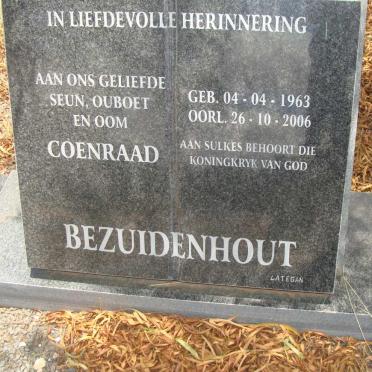 IN LIEFDEVOLLE HERINNERING
AAN ONS GELIEFDE
SEUN, OUBOET
EN OOM
COENRAAD
GEB. 04 - 04 - 1963
OORL. 26 - 10 - 2006
AAN SULKES BEHOORT DIE
KONINGKRYK VAN GOD
BEZUIDENHOUT
LATEGAN